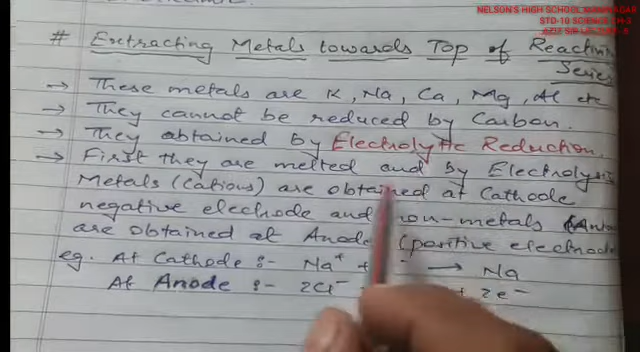 NELSON'S HIGH SCHOOL
STD-10 SCIENCE CH-3
# Extracting Metals towards Top of
Series
→ These metals are K, Na, Ca, Mg, Al etc
→ They cannot be reduced by Carbon.
→ They obtained by Electrolytic Reduction.
→ First they are melted and by
Metals (Cations) are obtained at Cathode
negative electrode and non-metals
are obtained at Anode (positive
eg. At Cathode :- Na⁺ + → Na
At Anode :- 2Cl⁻ + 2e⁻